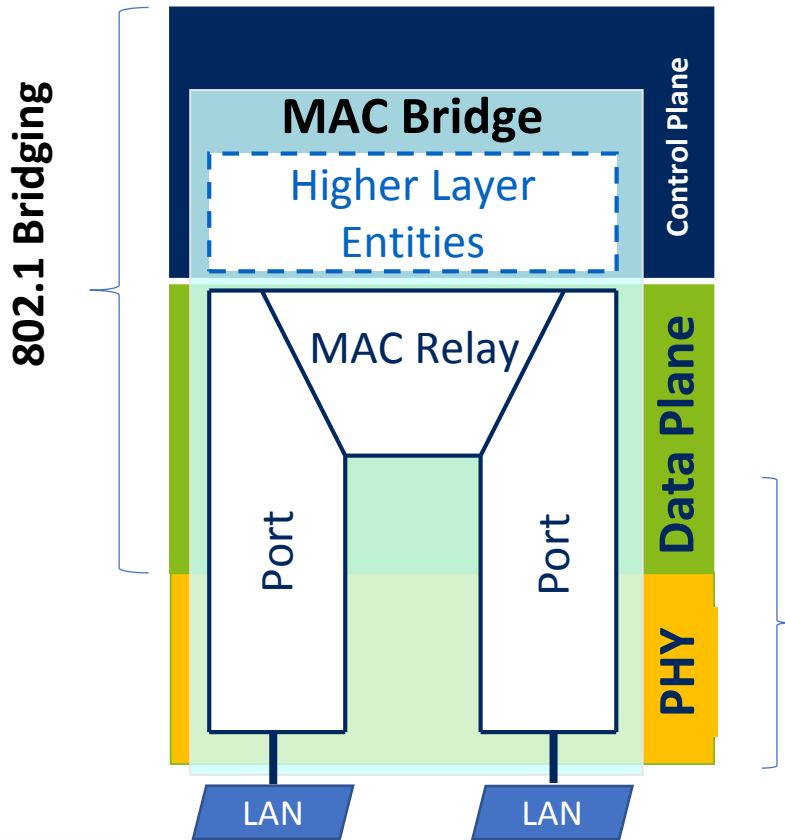 802.1 Bridging
MAC Bridge
Control Plane
Higher Layer
Entities
MAC Relay
Data Plane
Port
Port
PHY
LAN
LAN